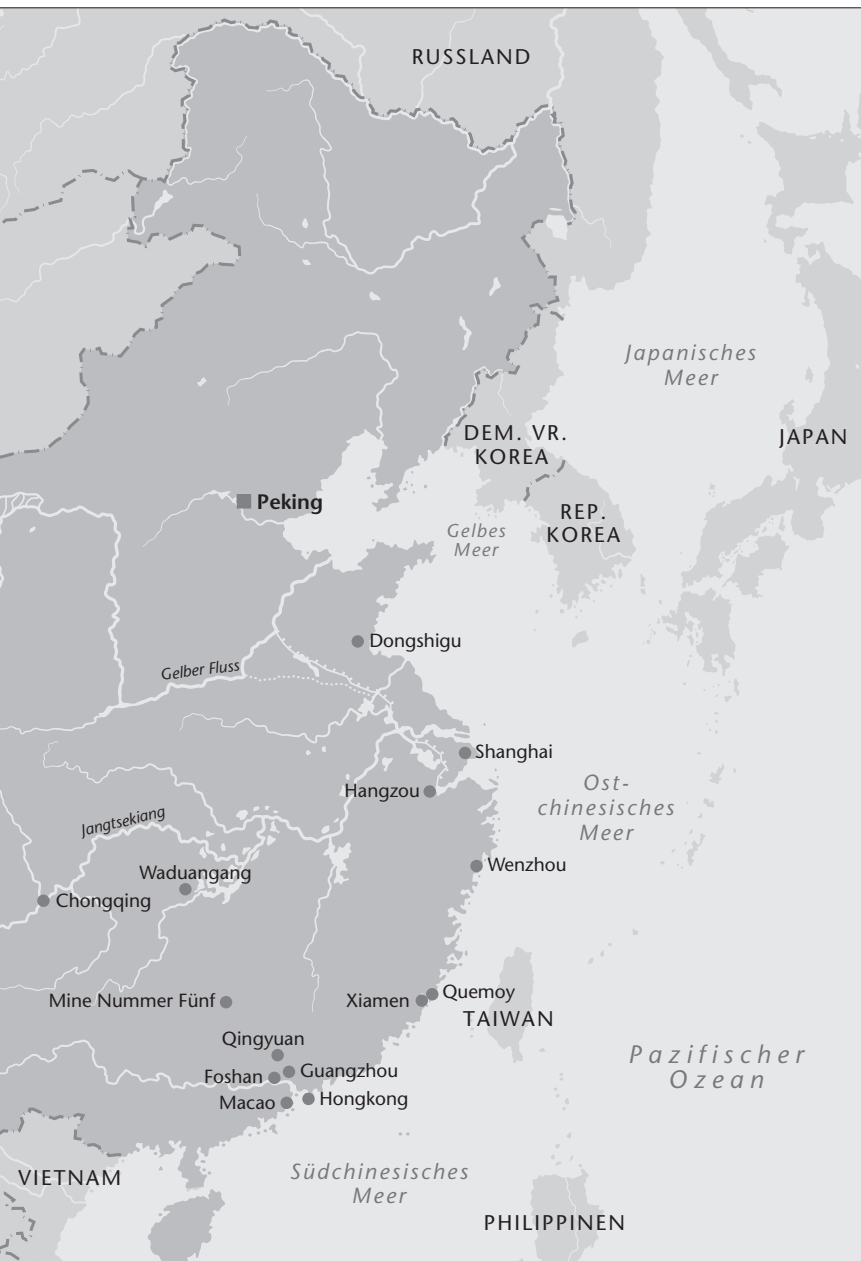 RUSSLAND
Japanisches
Meer
DEM. VR.
KOREA
JAPAN
Peking
REP.
KOREA
Gelbes
Meer
Dongshigu
Gelber Fluss
Shanghai
Hangzou
Ost-
chinesisches
Meer
Jangtsekiang
Wenzhou
Waduangang
Chongqing
Mine Nummer Fünf
Xiamen
Quemoy
TAIWAN
Qingyuan
Pazifischer
Ozean
Foshan
Guangzhou
Macao
Hongkong
VIETNAM
Südchinesisches
Meer
PHILIPPINEN